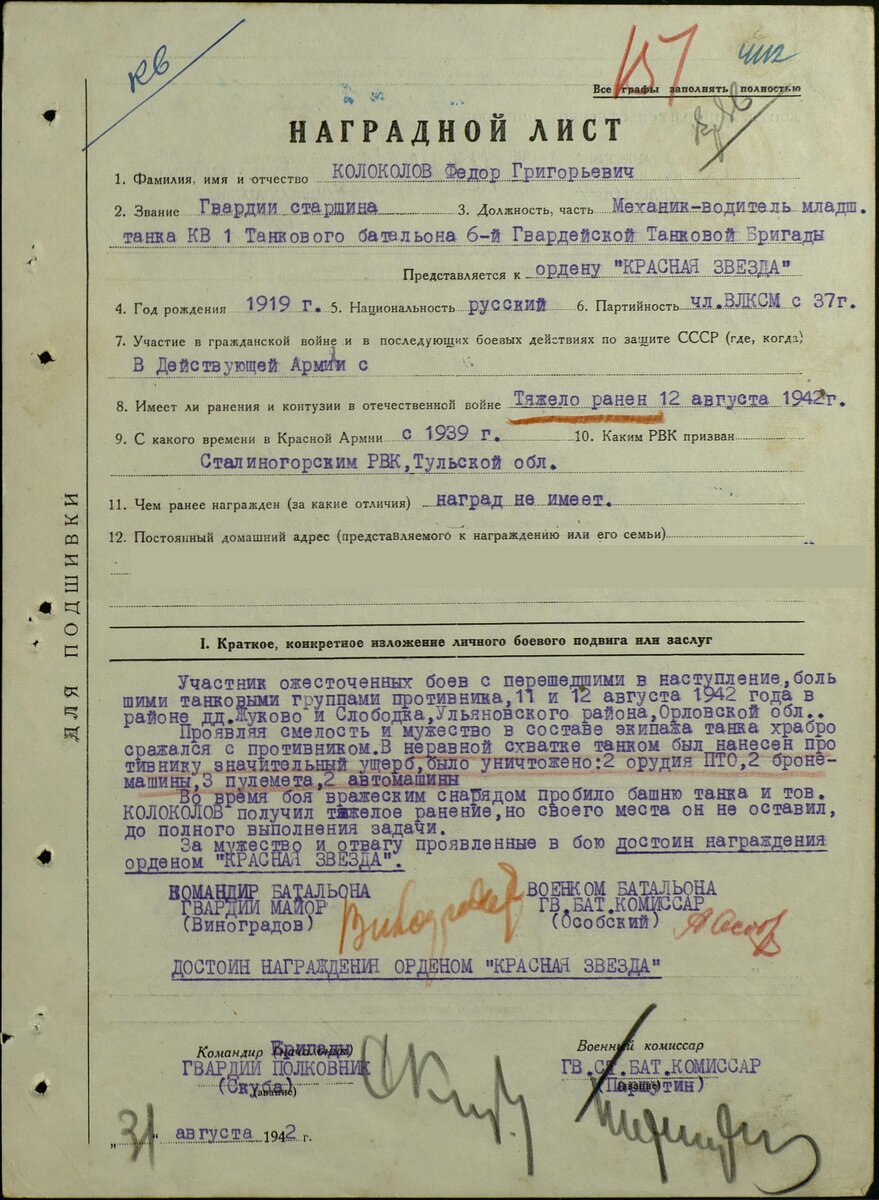 КВ
157
Все графы заполнять полностью
НАГРАДНОЙ ЛИСТ
1. Фамилия, имя и отчество КОЛОКОЛОВ Федор Григорьевич
2. Звание Гвардии старшина 3. Должность, часть Механик-водитель младш.
танка КВ 1 Танкового батальона 6-й Гвардейской Танковой Бригады
Представляется к ордену "КРАСНАЯ ЗВЕЗДА"
4. Год рождения 1919 г. 5. Национальность русский 6. Партийность чл.ВЛКСМ с 37г.
7. Участие в гражданской войне и в последующих боевых действиях по защите СССР (где, когда)
В Действующей Армии с
8. Имеет ли ранения и контузии в отечественной войне Тяжело ранен 12 августа 1942г.
9. С какого времени в Красной Армии с 1939 г. 10. Каким РВК призван
Сталиногорским РВК,Тульской обл.
11. Чем ранее награжден (за какие отличия) наград не имеет.
12. Постоянный домашний адрес (представляемого к награждению или его семьи)
ДЛЯ ПОДШИВКИ
I. Краткое, конкретное изложение личного боевого подвига или заслуг
Участник ожесточенных боев с перешедшими в наступление,боль
шими танковыми группами противника,11 и 12 августа 1942 года в
районе дд.Жуково и Слободка,Ульяновского района,Орловской обл..
Проявляя смелость и мужество в составе экипажа танка храбро
сражался с противником.В неравной схватке танком был нанесен про
тивнику значительный ущерб,было уничтожено:2 орудия ПТО,2 броне-
машины,3 пулемета,2 автомашины
Во время боя вражеским снарядом пробило башню танка и тов.
КОЛОКОЛОВ получил тяжелое ранение,но своего места он не оставил,
до полного выполнения задачи.
За мужество и отвагу проявленные в бою достоин награждения
орденом "КРАСНАЯ ЗВЕЗДА".
КОМАНДИР БАТАЛЬОНА ВОЕНКОМ БАТАЛЬОНА
ГВАРДИИ МАЙОР Виноградов ГВ.БАТ.КОМИССАР
(Виноградов) (Особский)
ДОСТОИН НАГРАЖДЕНИЯ ОРДЕНОМ "КРАСНАЯ ЗВЕЗДА"
Командир Бригады Военный комиссар
ГВАРДИИ ПОЛКОВНИК ГВ.СТ.БАТ.КОМИССАР
(Скуба)
(звание)
„31" августа 1942 г.